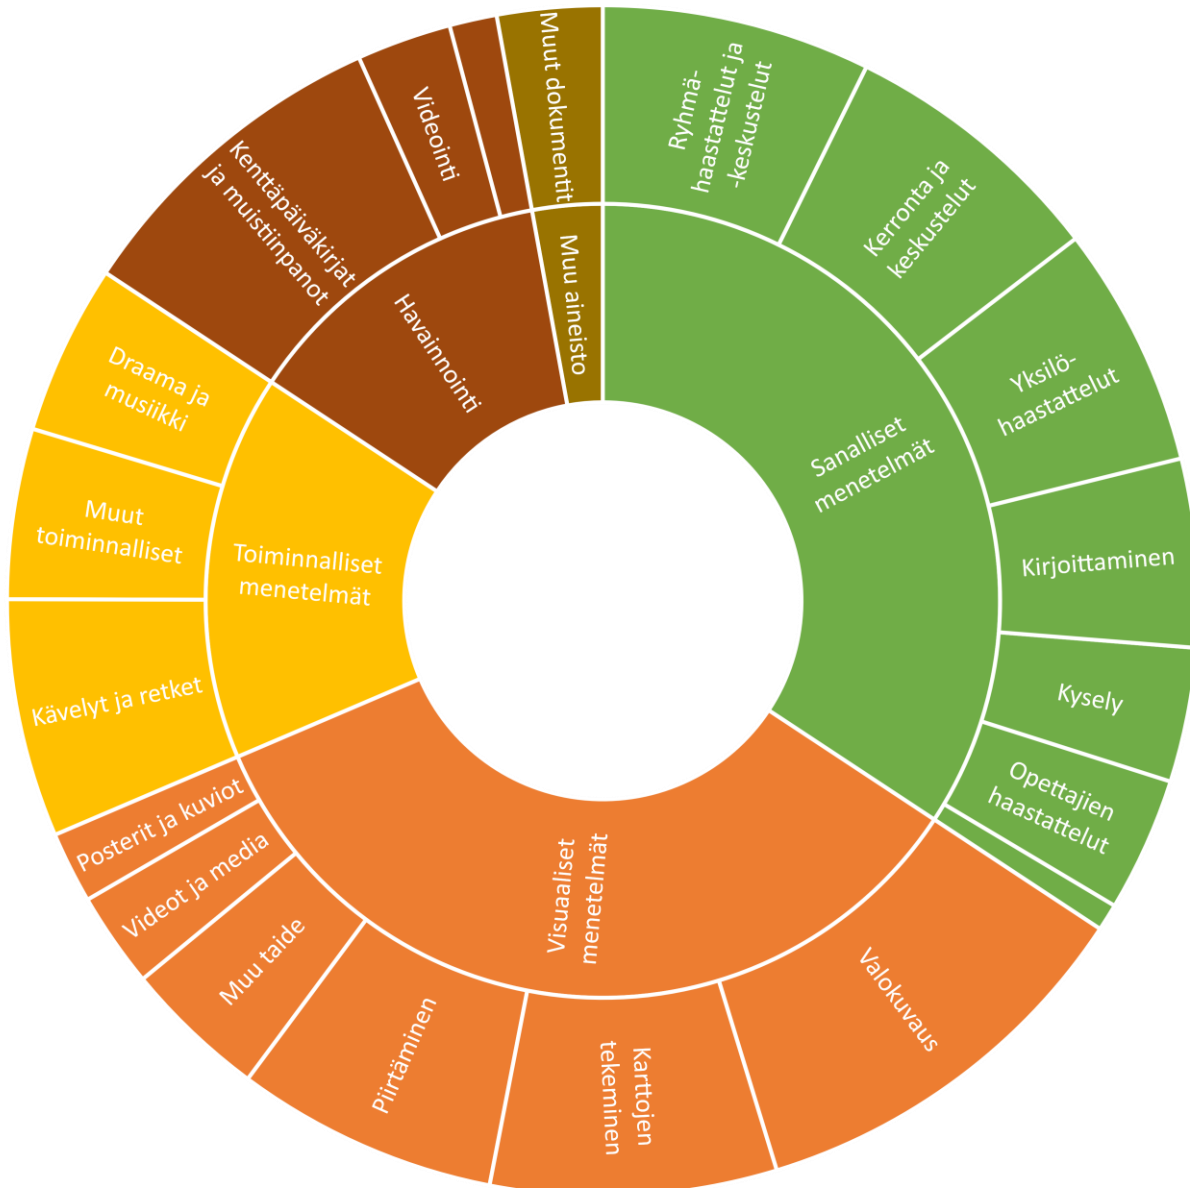 Ryhmä-
haastattelut ja
-keskustelut
Kerronta ja
keskustelut
Yksilö-
haastattelut
Kirjoittaminen
Kysely
Opettajien
haastattelut
Sanalliset
menetelmät
Valokuvaus
Karttojen
tekeminen
Piirtäminen
Muu taide
Videot ja media
Posterit ja kuviot
Visuaaliset
menetelmät
Kävelyt ja retket
Muut
toiminnalliset
Draama ja
musiikki
Toiminnalliset
menetelmät
Kenttäpäiväkirjat
ja muistiinpanot
Videointi
Havainnointi
Muut dokumentit
Muu aineisto